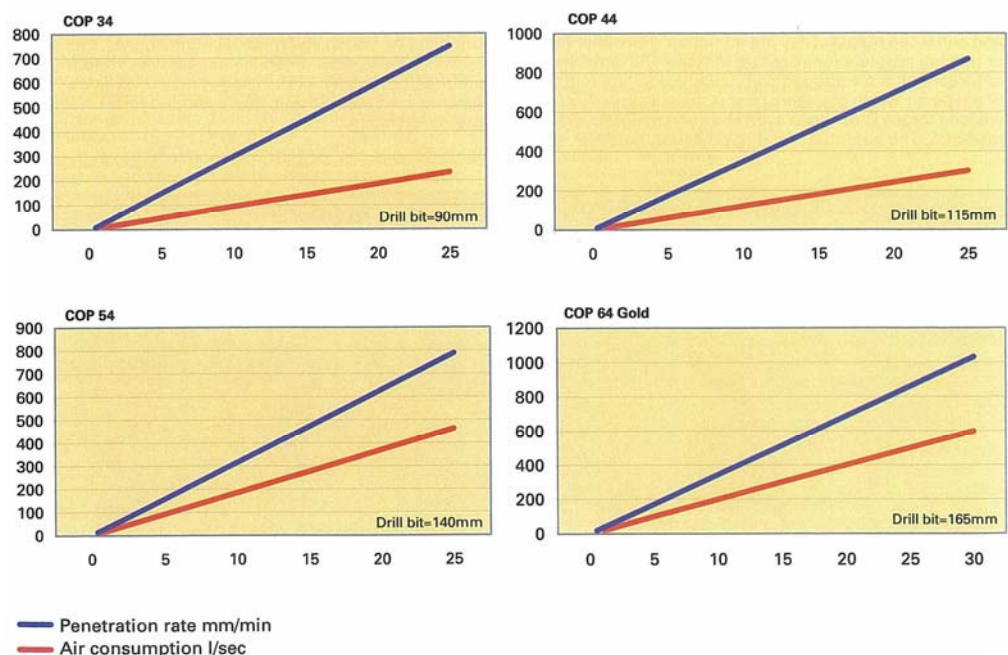 COP 34
800
700
600
500
400
300
200
100
0
Drill bit=90mm
0 5 10 15 20 25
COP 44
1000
800
600
400
200
0
Drill bit=115mm
0 5 10 15 20 25
COP 54
900
800
700
600
500
400
300
200
100
0
Drill bit=140mm
0 5 10 15 20 25
COP 64 Gold
1200
1000
800
600
400
200
0
Drill bit=165mm
0 5 10 15 20 25 30
Penetration rate mm/min
Air consumption l/sec